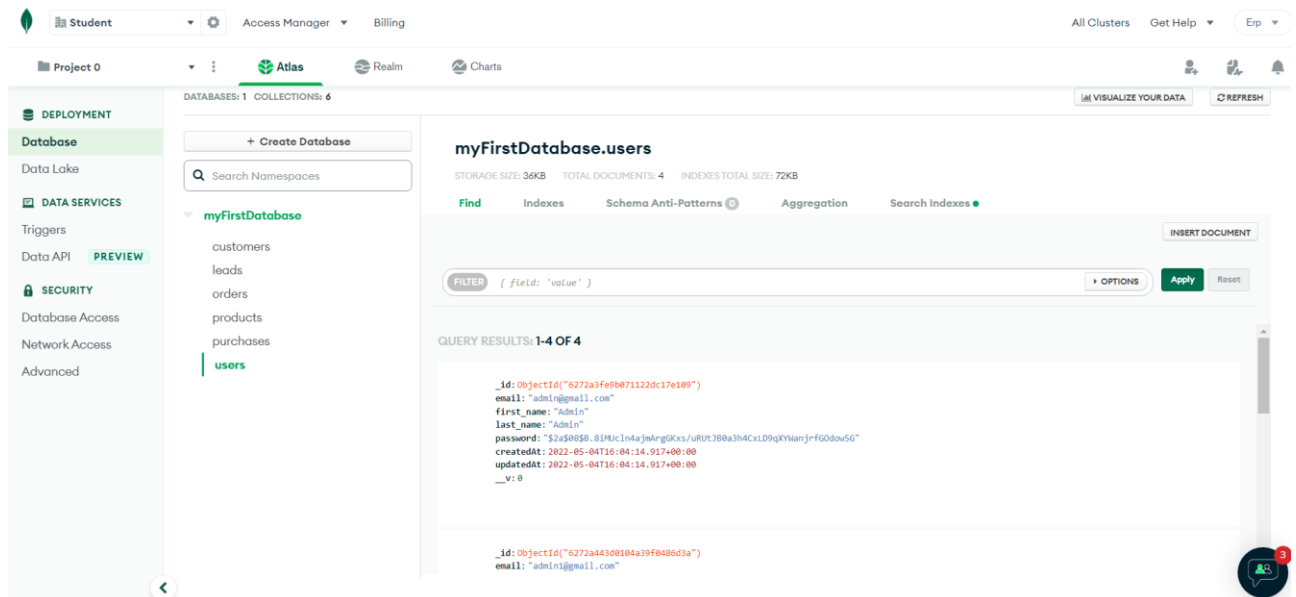 Student
Access Manager
Billing
All Clusters
Get Help
Erp
Project 0
Atlas
Realm
Charts
DATABASES: 1 COLLECTIONS: 6
VISUALIZE YOUR DATA
REFRESH
DEPLOYMENT
Database
Data Lake
DATA SERVICES
Triggers
Data API PREVIEW
SECURITY
Database Access
Network Access
Advanced
+ Create Database
Search Namespaces
myFirstDatabase
customers
leads
orders
products
purchases
users
myFirstDatabase.users
STORAGE SIZE: 36KB TOTAL DOCUMENTS: 4 INDEXES TOTAL SIZE: 72KB
Find Indexes Schema Anti-Patterns 0 Aggregation Search Indexes
INSERT DOCUMENT
FILTER { field: 'value' } OPTIONS Apply Reset
QUERY RESULTS: 1-4 OF 4
_id: ObjectId("6272a3fe9b071122dc17e109")
email: "admin@gmail.com"
first_name: "Admin"
last_name: "Admin"
password:
createdAt: 2022-05-04T16:04:14.917+00:00
updatedAt: 2022-05-04T16:04:14.917+00:00
__v: 0
_id: ObjectId("6272a443d0104a39f0486d3a")
email: "admin1@gmail.com"
3